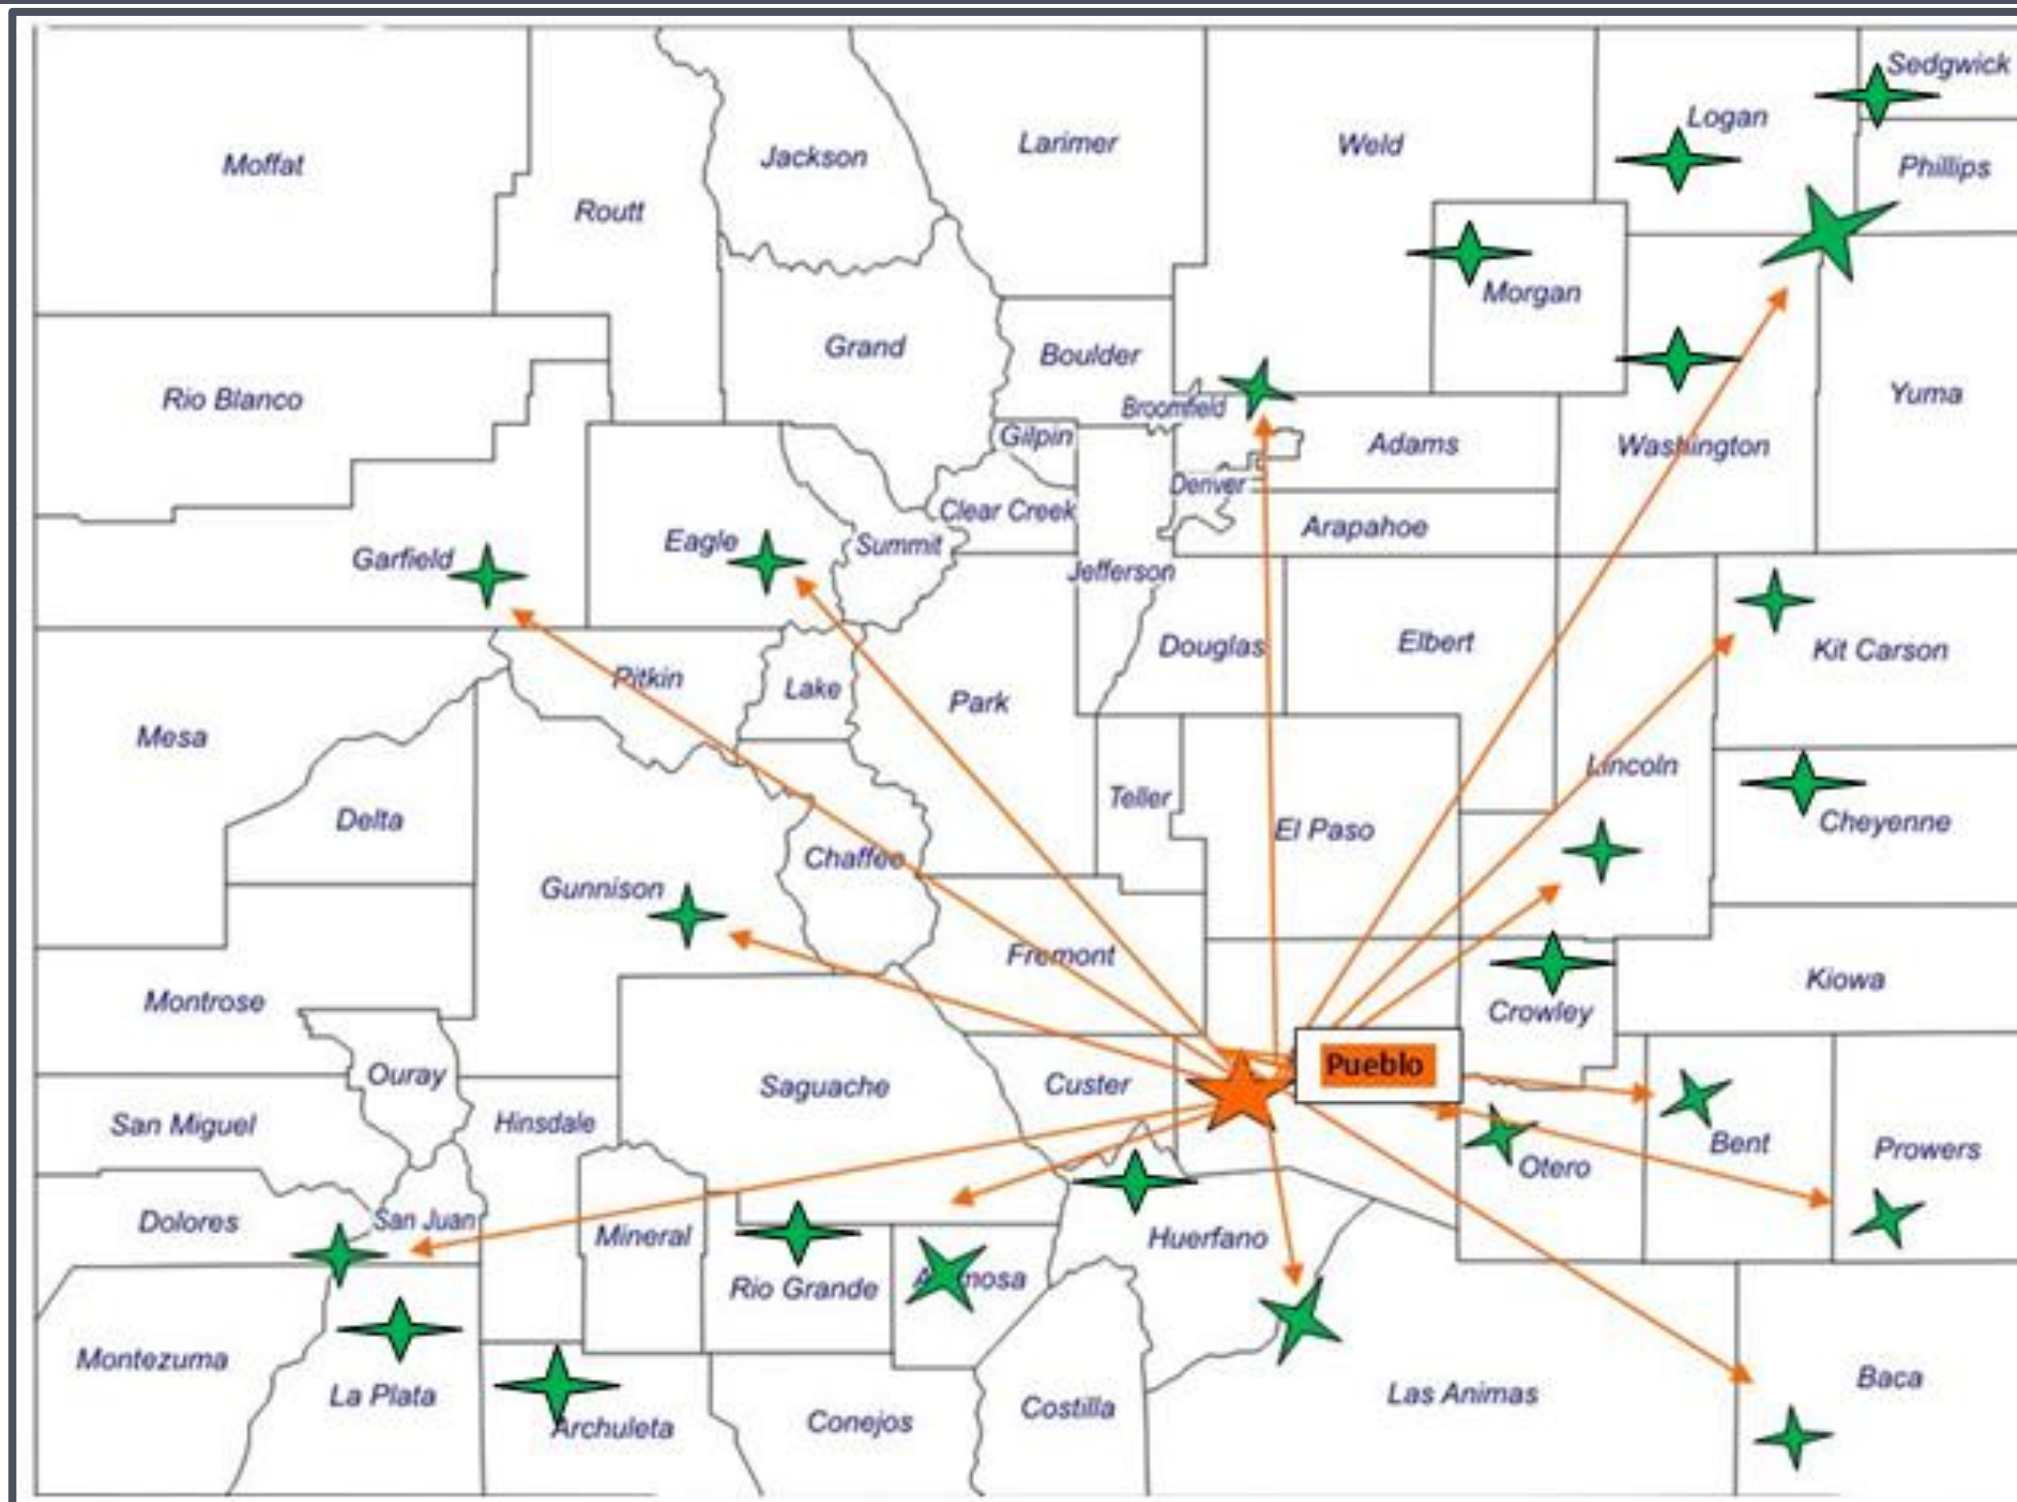 Sedgwick
Logan
Moffat
Jackson
Larimer
Weld
Phillips
Routt
Morgan
Grand
Boulder
Rio Blanco
Broomfield
Yuma
Gilpin
Adams
Washington
Denver
Clear Creek
Arapahoe
Garfield
Eagle
Summit
Jefferson
Pitkin
Lake
Park
Douglas
Elbert
Kit Carson
Mesa
Lincoln
Delta
Teller
El Paso
Cheyenne
Chaffee
Gunnison
Fremont
Kiowa
Montrose
Crowley
Ouray
Saguache
Custer
Pueblo
San Miguel
Hinsdale
Bent
Prowers
Otero
Dolores
San Juan
Mineral
Huerfano
Rio Grande
Alamosa
Montezuma
La Plata
Archuleta
Conejos
Costilla
Las Animas
Baca